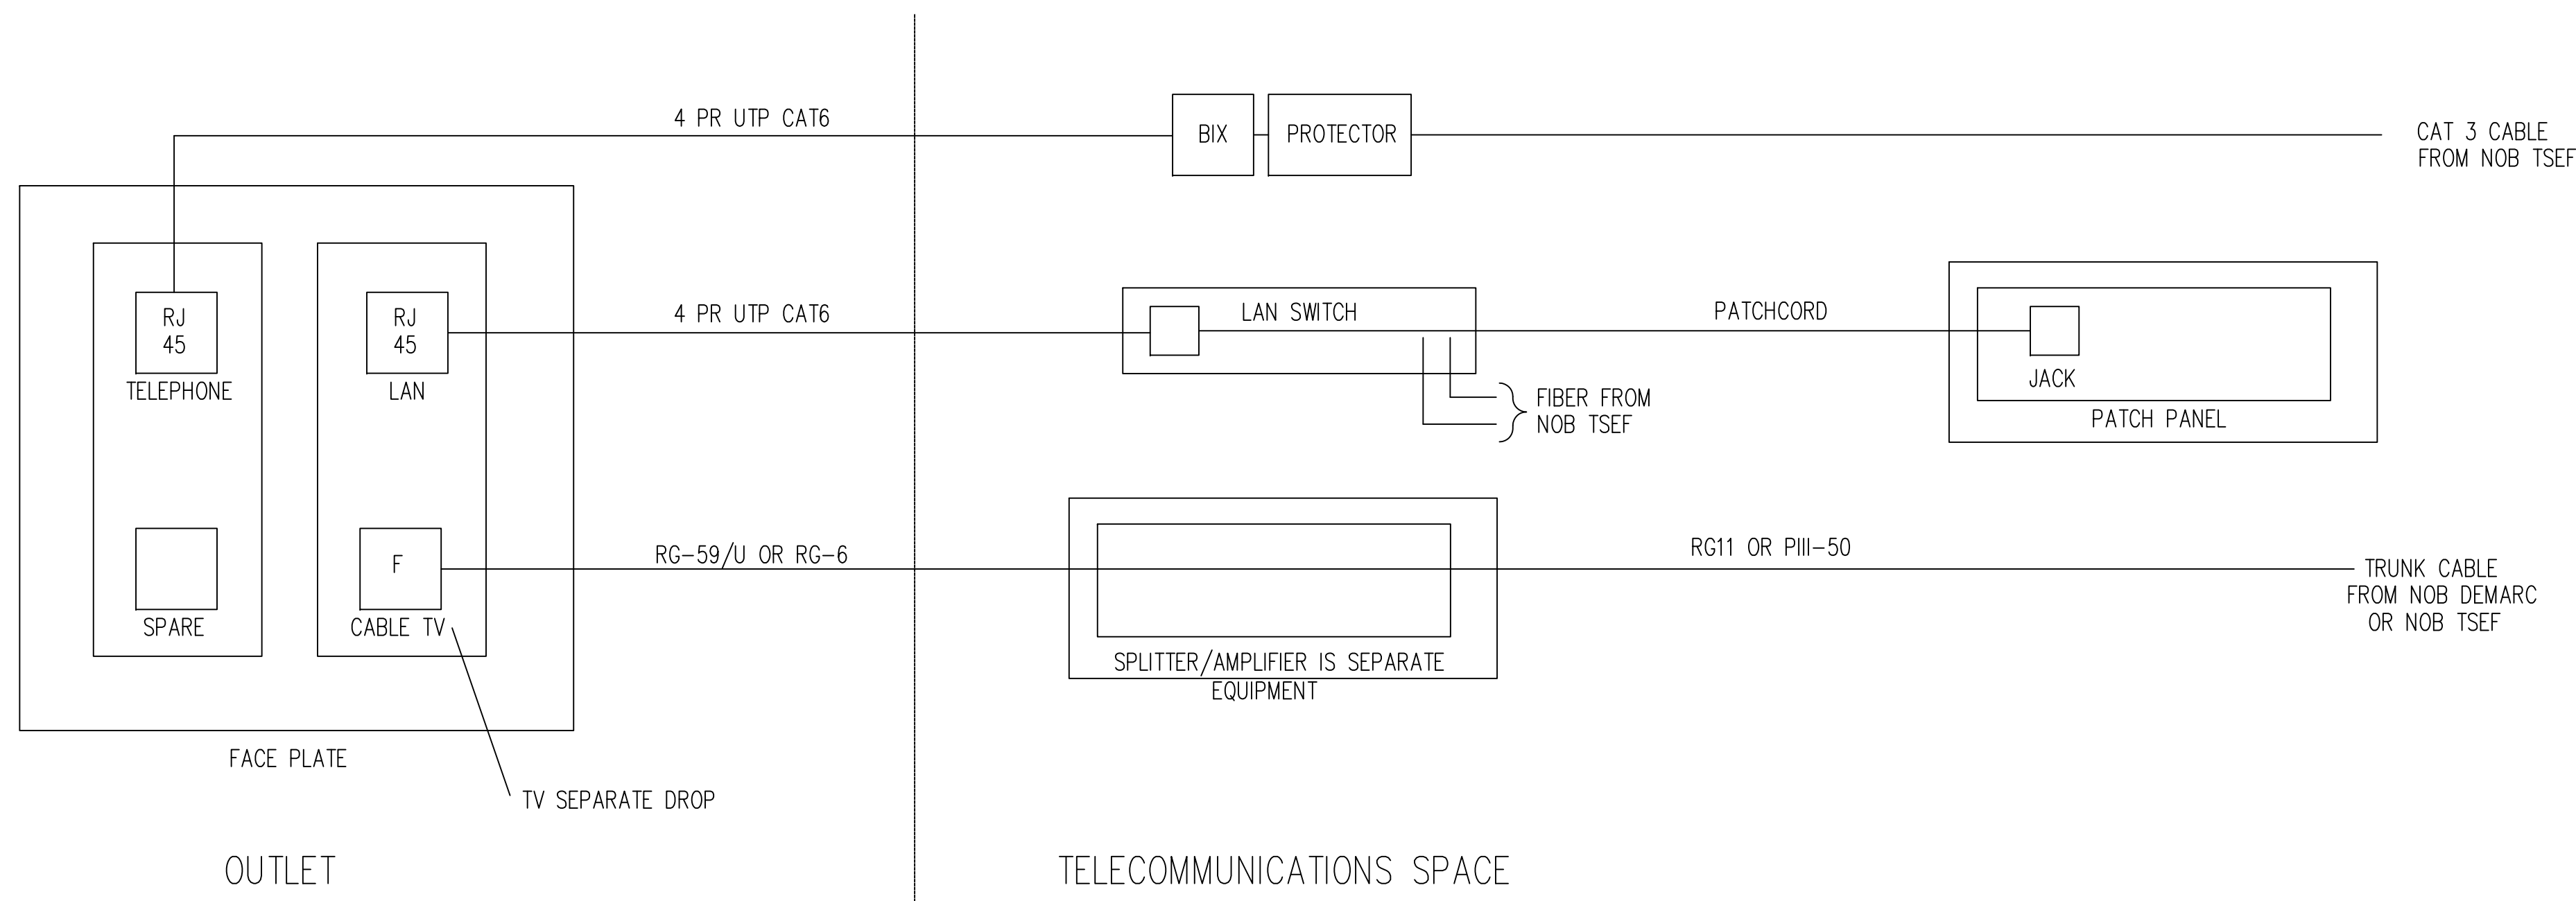 4 PR UTP CAT6
BIX
PROTECTOR
CAT 3 CABLE
FROM NOB TSEF
RJ
45
TELEPHONE
RJ
45
LAN
4 PR UTP CAT6
LAN SWITCH
PATCHCORD
FIBER FROM
NOB TSEF
JACK
PATCH PANEL
SPARE
F
CABLE TV
RG-59/U OR RG-6
RG11 OR PIII-50
TRUNK CABLE
FROM NOB DEMARC
OR NOB TSEF
SPLITTER/AMPLIFIER IS SEPARATE
EQUIPMENT
FACE PLATE
TV SEPARATE DROP
OUTLET
TELECOMMUNICATIONS SPACE